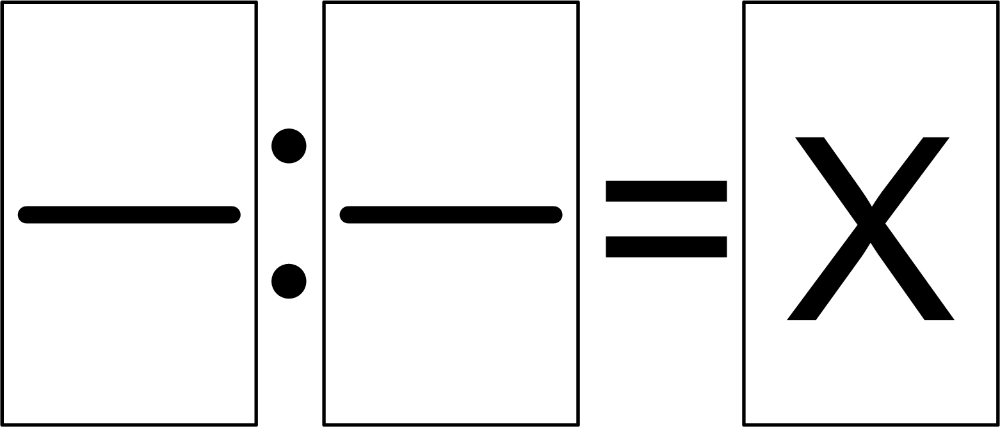 — : — = X